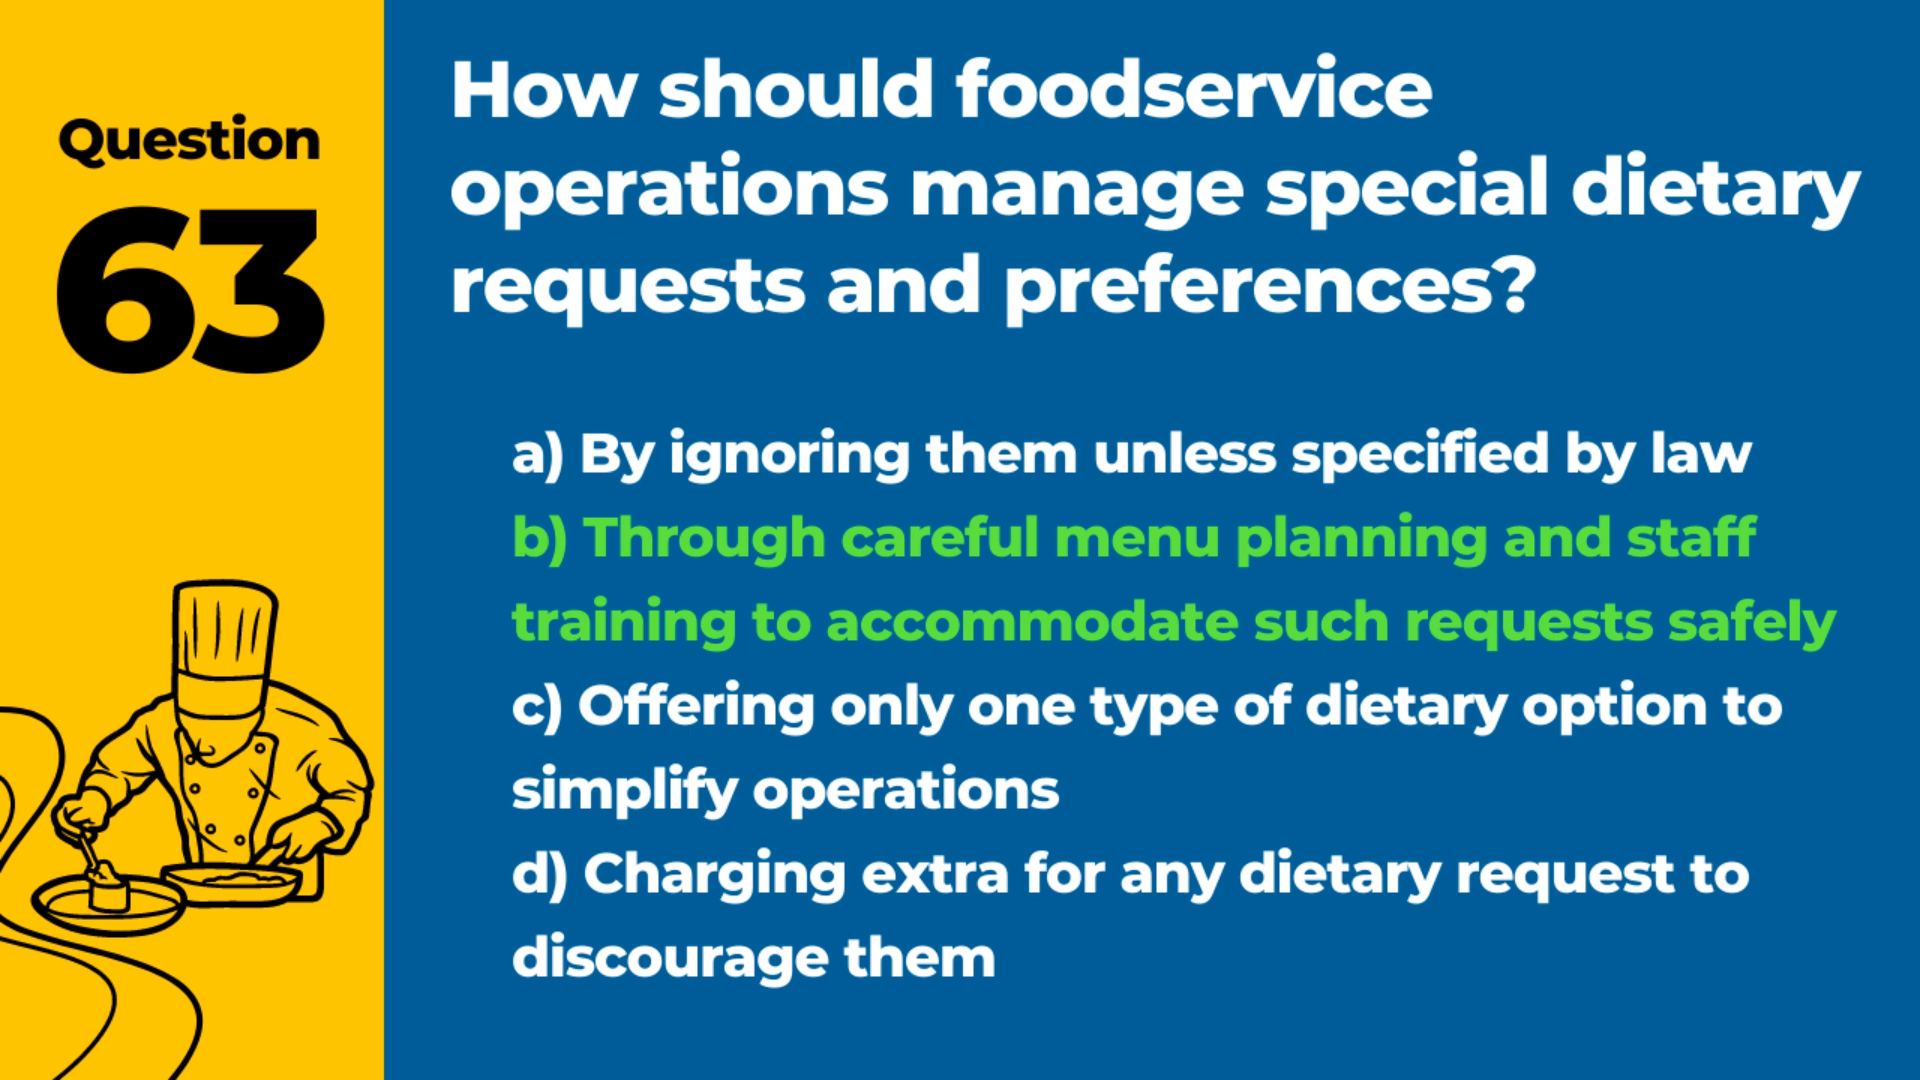 Question
63
How should foodservice
operations manage special dietary
requests and preferences?
a) By ignoring them unless specified by law
b) Through careful menu planning and staff
training to accommodate such requests safely
c) Offering only one type of dietary option to
simplify operations
d) Charging extra for any dietary request to
discourage them